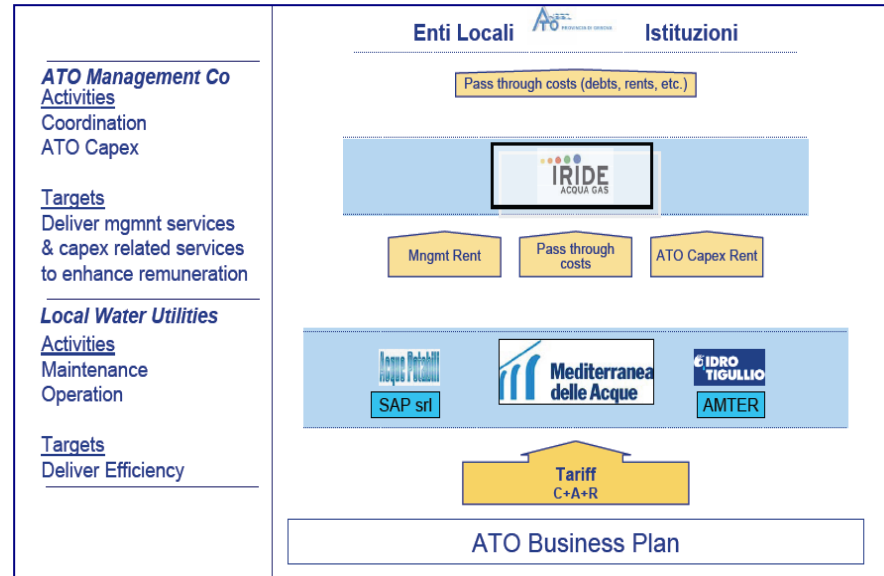 ATO Management Co
Activities
Coordination
ATO Capex
Targets
Deliver mgmnt services
& capex related services
to enhance remuneration
Local Water Utilities
Activities
Maintenance
Operation
Targets
Deliver Efficiency
Enti Locali
ATO
Istituzioni
Pass through costs (debts, rents, etc.)
IRIDE
ACQUA GAS
Mngmt Rent
Pass through
costs
ATO Capex Rent
Acque Potabili
SAP srl
Mediterranea
delle Acque
IDRO
TIGULLIO
AMTER
Tariff
C+A+R
ATO Business Plan